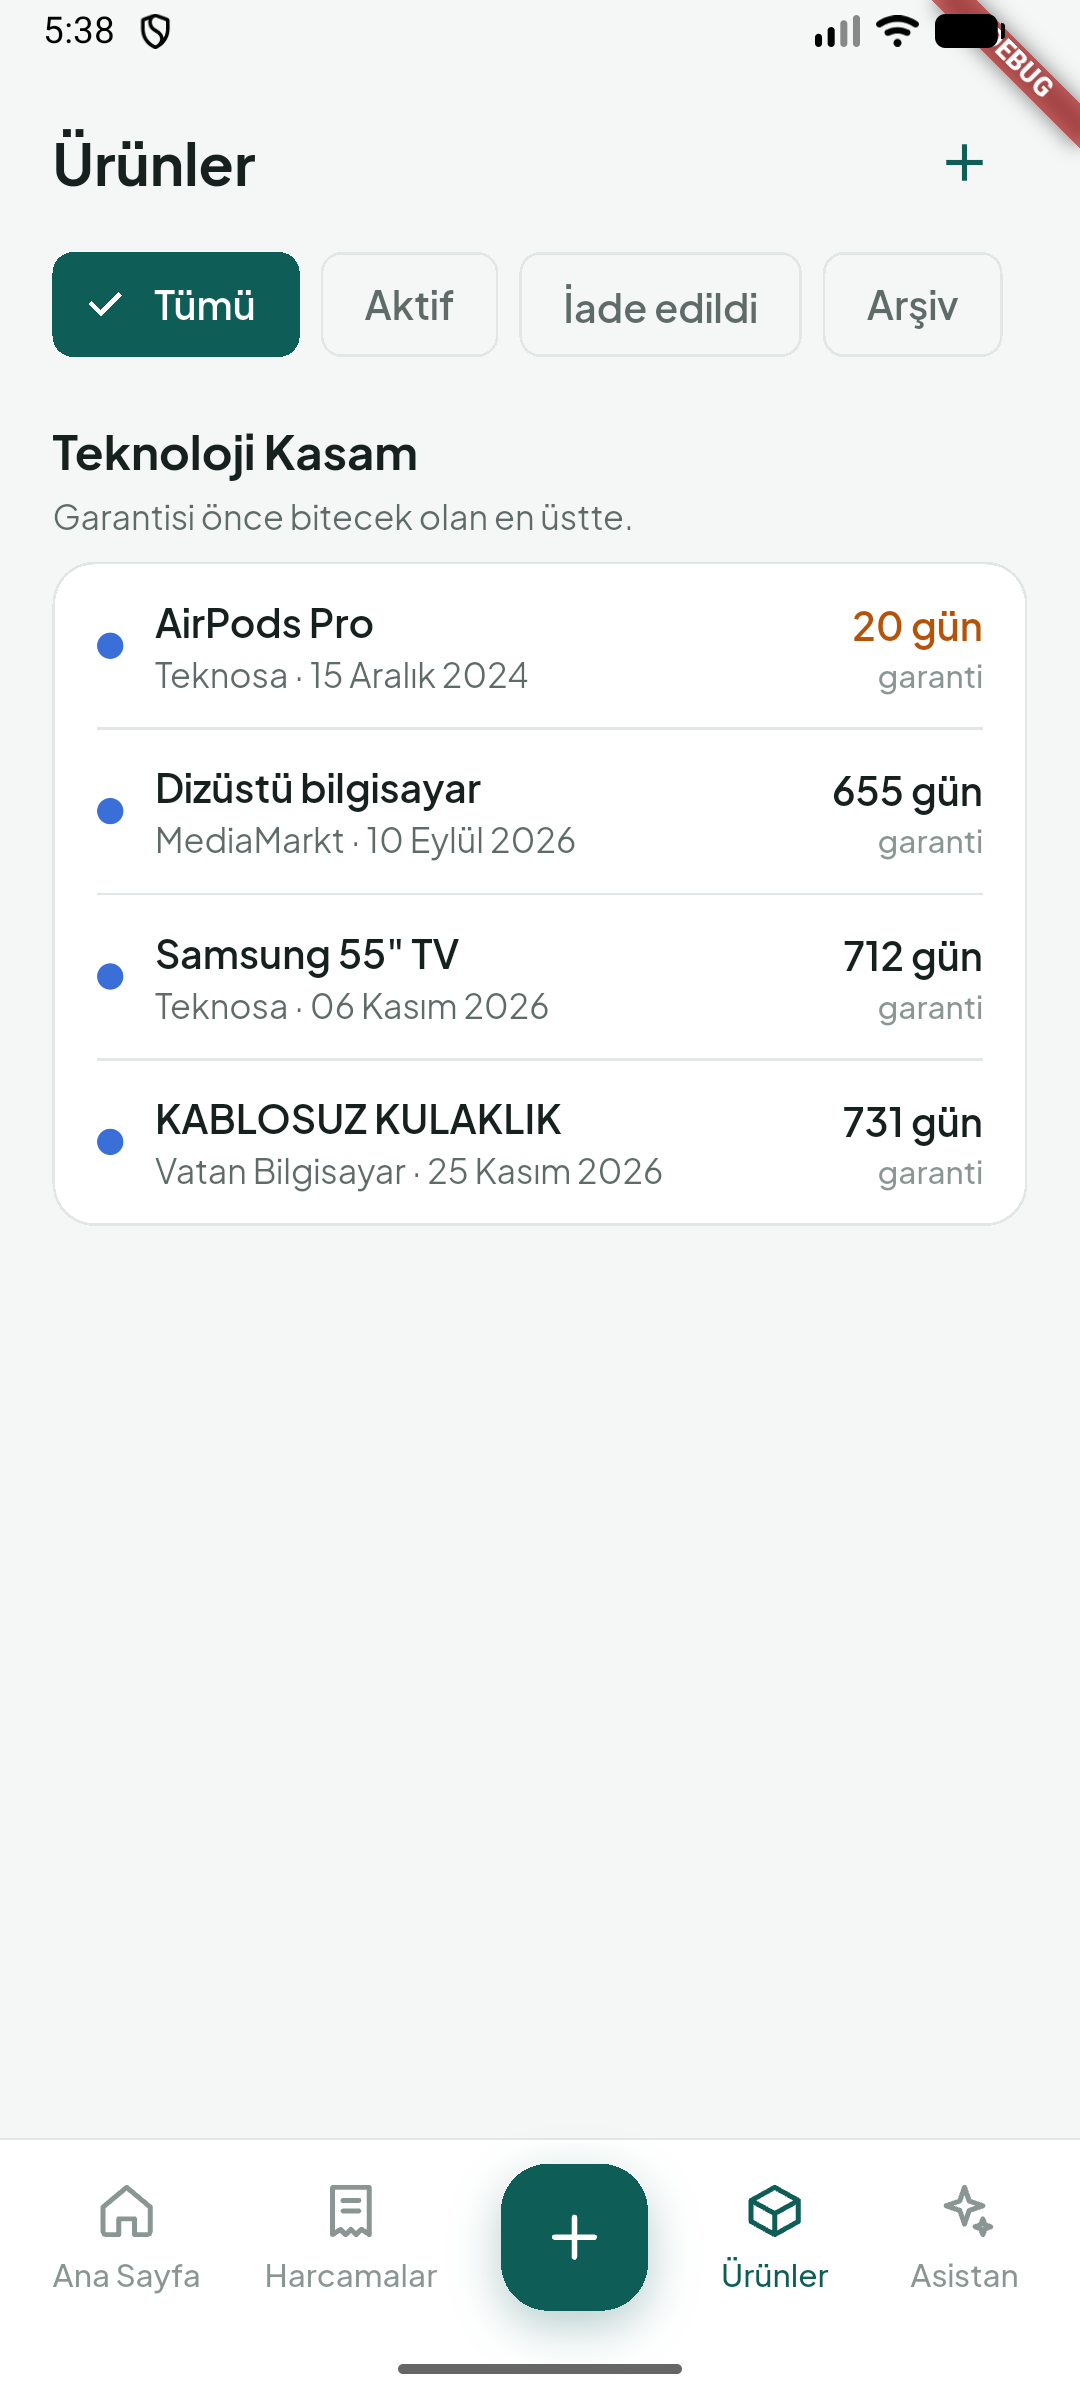 5:38
DEBUG
Ürünler
Tümü
Aktif
İade edildi
Arşiv
Teknoloji Kasam
Garantisi önce bitecek olan en üstte.
AirPods Pro
20 gün
Teknosa · 15 Aralık 2024
garanti
Dizüstü bilgisayar
655 gün
MediaMarkt · 10 Eylül 2026
garanti
Samsung 55" TV
712 gün
Teknosa · 06 Kasım 2026
garanti
KABLOSUZ KULAKLIK
731 gün
Vatan Bilgisayar · 25 Kasım 2026
garanti
Ana Sayfa
Harcamalar
Ürünler
Asistan